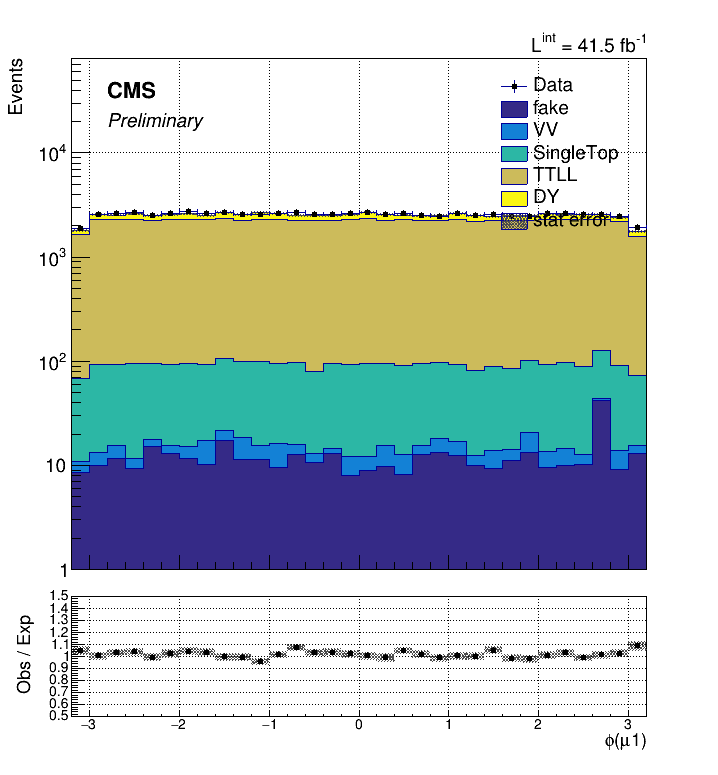 L^int = 41.5 fb^-1
Events
CMS
Preliminary
Data
fake
VV
SingleTop
TTLL
DY
stat error
10^4
10^3
10^2
10
1
Obs / Exp
1.5
1.4
1.3
1.2
1.1
1
0.9
0.8
0.7
0.6
0.5
−3 −2 −1 0 1 2 3
ϕ(μ1)